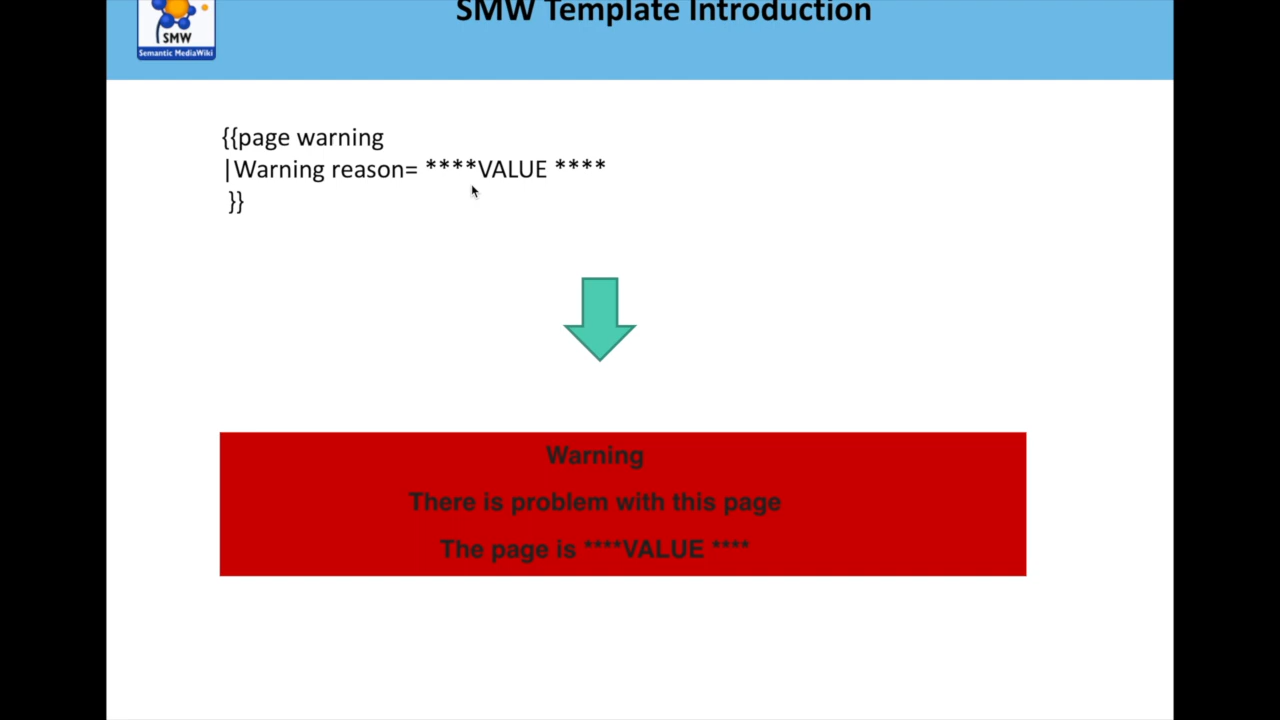 SMW Template Introduction
SMW
Semantic MediaWiki
{{page warning
|Warning reason= ****VALUE ****
}}
Warning
There is problem with this page
The page is ****VALUE ****